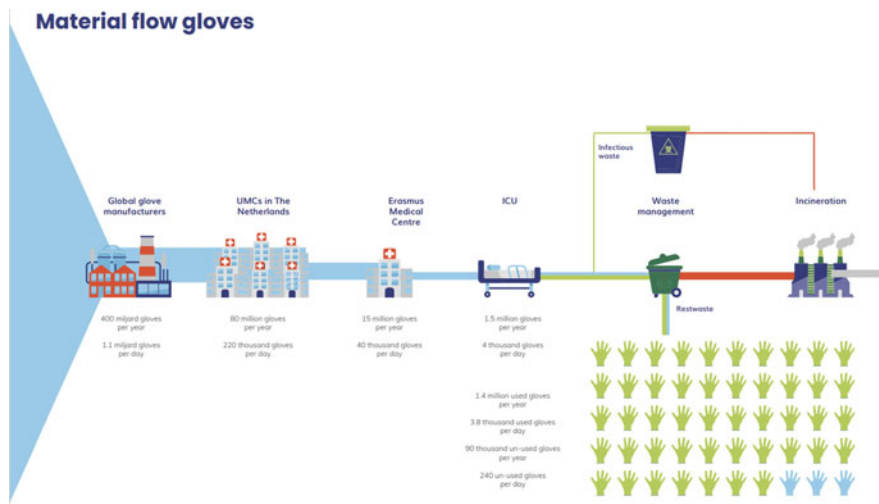 Material flow gloves
Infectious
waste
Global glove
manufacturers
UMCs in The
Netherlands
Erasmus
Medical
Centre
ICU
Waste
management
Incineration
Restwaste
400 miljard gloves
per year
1.1 miljard gloves
per day
80 million gloves
per year
220 thousand gloves
per day
15 million gloves
per year
40 thousand gloves
per day
1.5 million gloves
per year
4 thousand gloves
per day
1.4 million used gloves
per year
3.8 thousand used gloves
per day
90 thousand un-used gloves
per year
240 un-used gloves
per day